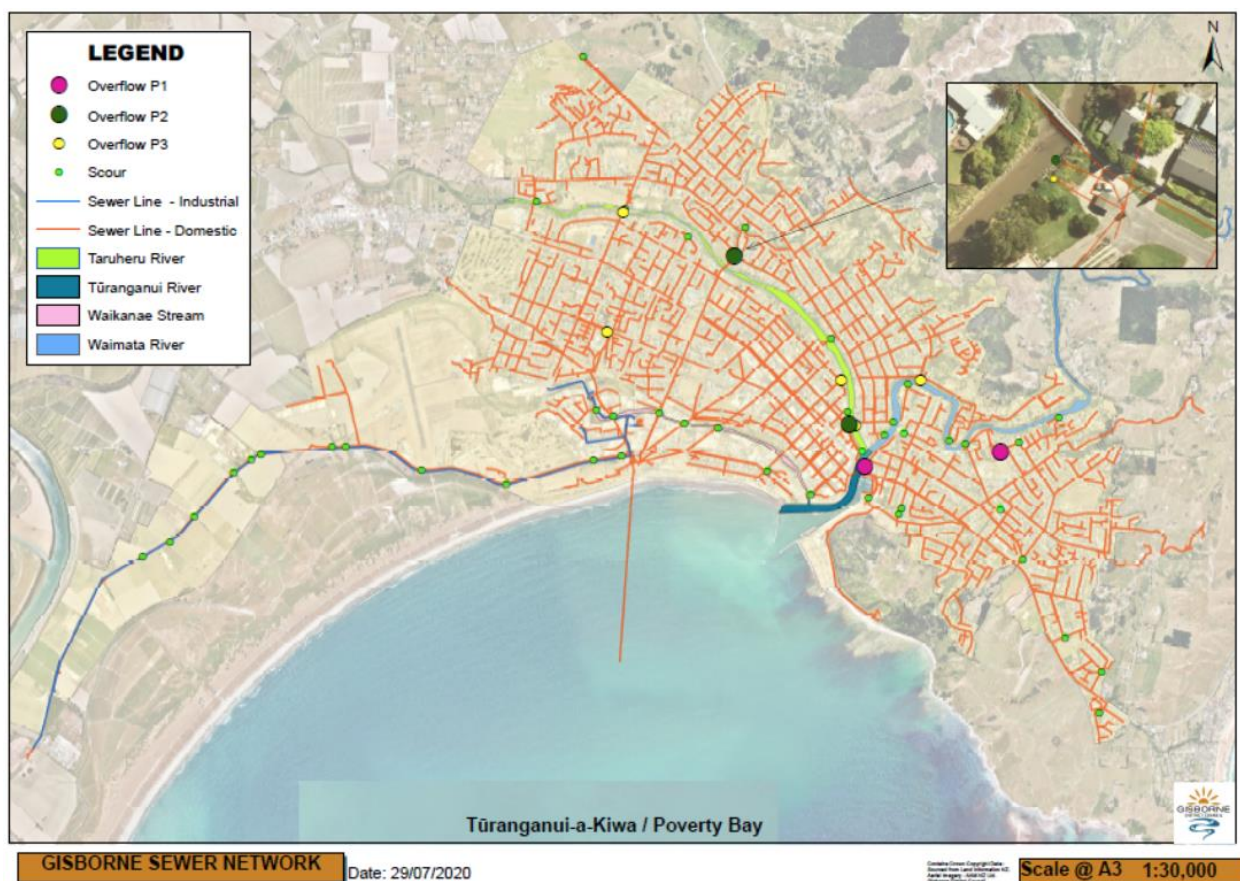 LEGEND
Overflow P1
Overflow P2
Overflow P3
Scour
Sewer Line - Industrial
Sewer Line - Domestic
Taruheru River
Tūranganui River
Waikanae Stream
Waimata River
N
Tūranganui-a-Kiwa / Poverty Bay
GISBORNE
GISBORNE SEWER NETWORK
Date: 29/07/2020
Scale @ A3 1:30,000